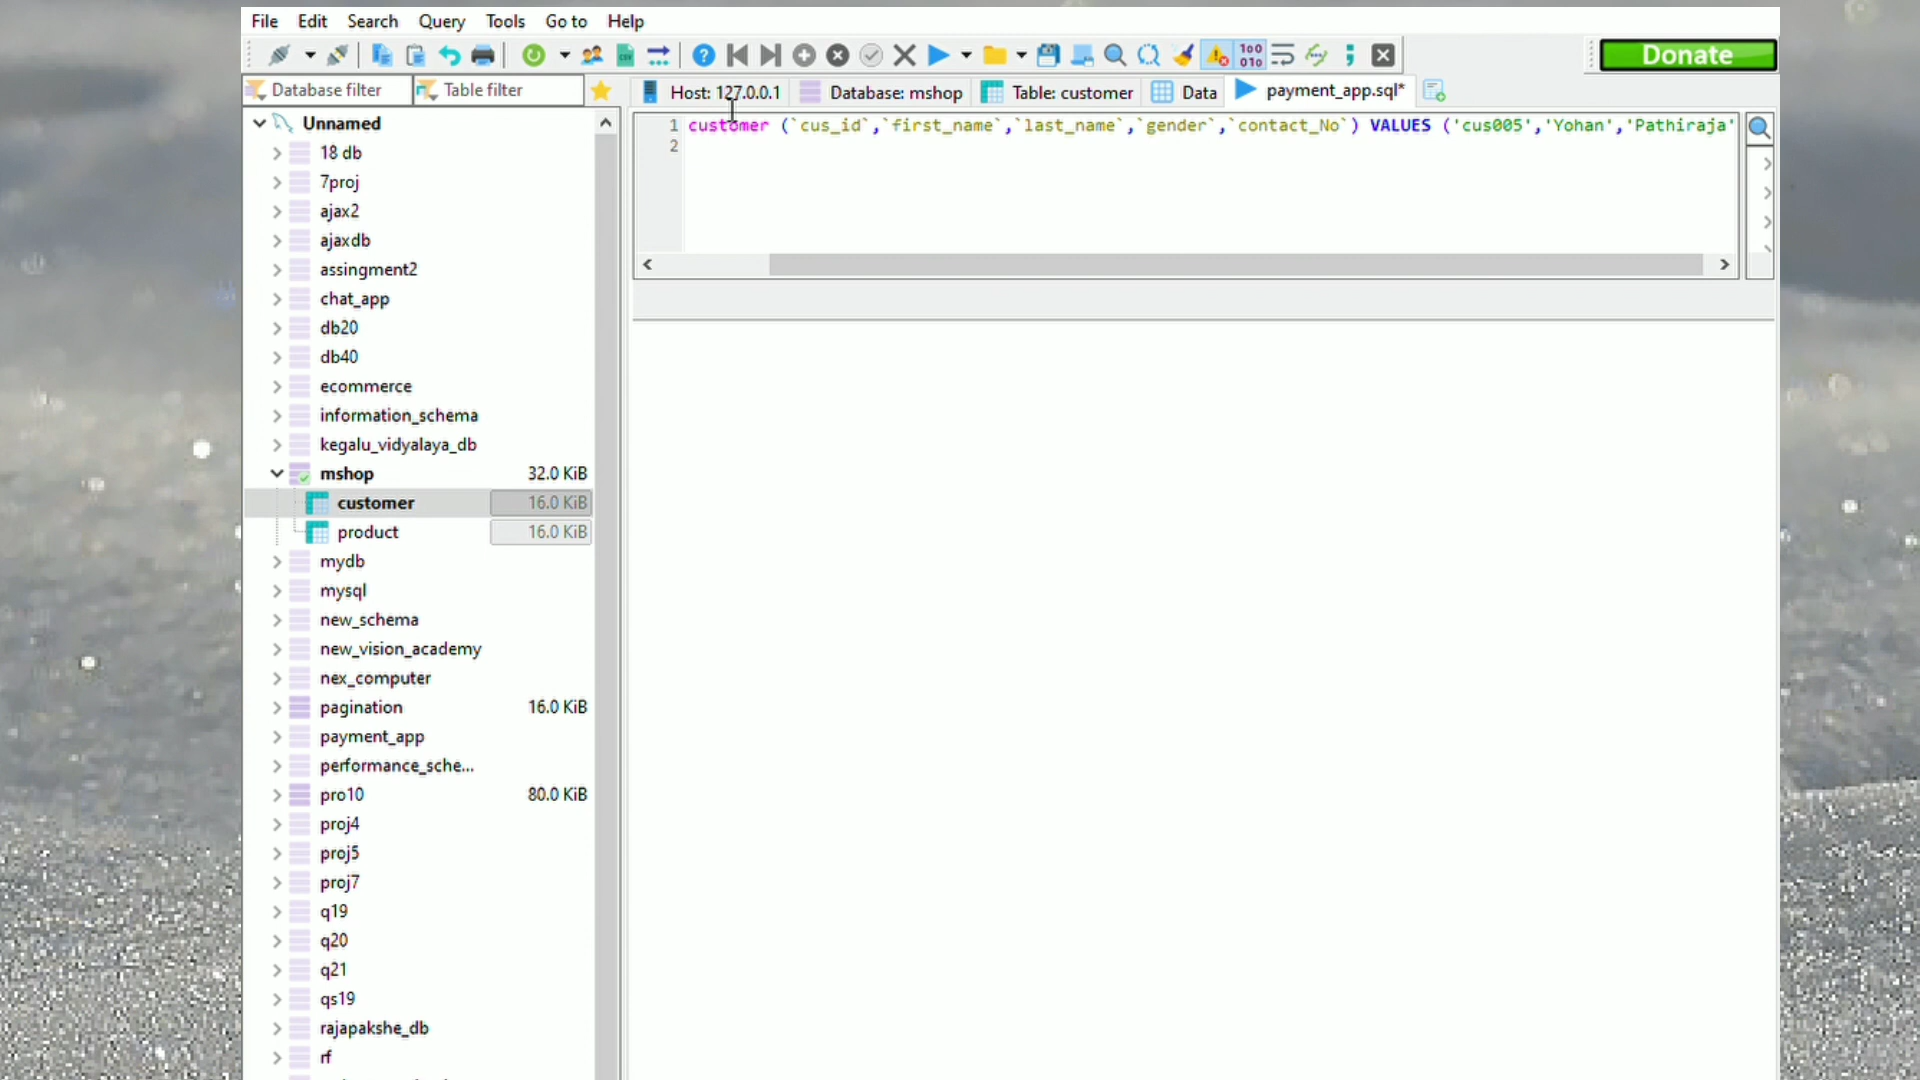 File Edit Search Query Tools Go to Help
100
010
Donate
Database filter
Table filter
Host: 127.0.0.1
Database: mshop
Table: customer
Data
payment_app.sql*
Unnamed
18 db
7proj
ajax2
ajaxdb
assingment2
chat_app
db20
db40
ecommerce
information_schema
kegalu_vidyalaya_db
mshop 32.0 KiB
customer 16.0 KiB
product 16.0 KiB
mydb
mysql
new_schema
new_vision_academy
nex_computer
pagination 16.0 KiB
payment_app
performance_sche...
pro10 80.0 KiB
proj4
proj5
proj7
q19
q20
q21
qs19
rajapakshe_db
rf
1 customer (`cus_id`,`first_name`,`last_name`,`gender`,`contact_No`) VALUES ('cus005','Yohan','Pathiraja'
2